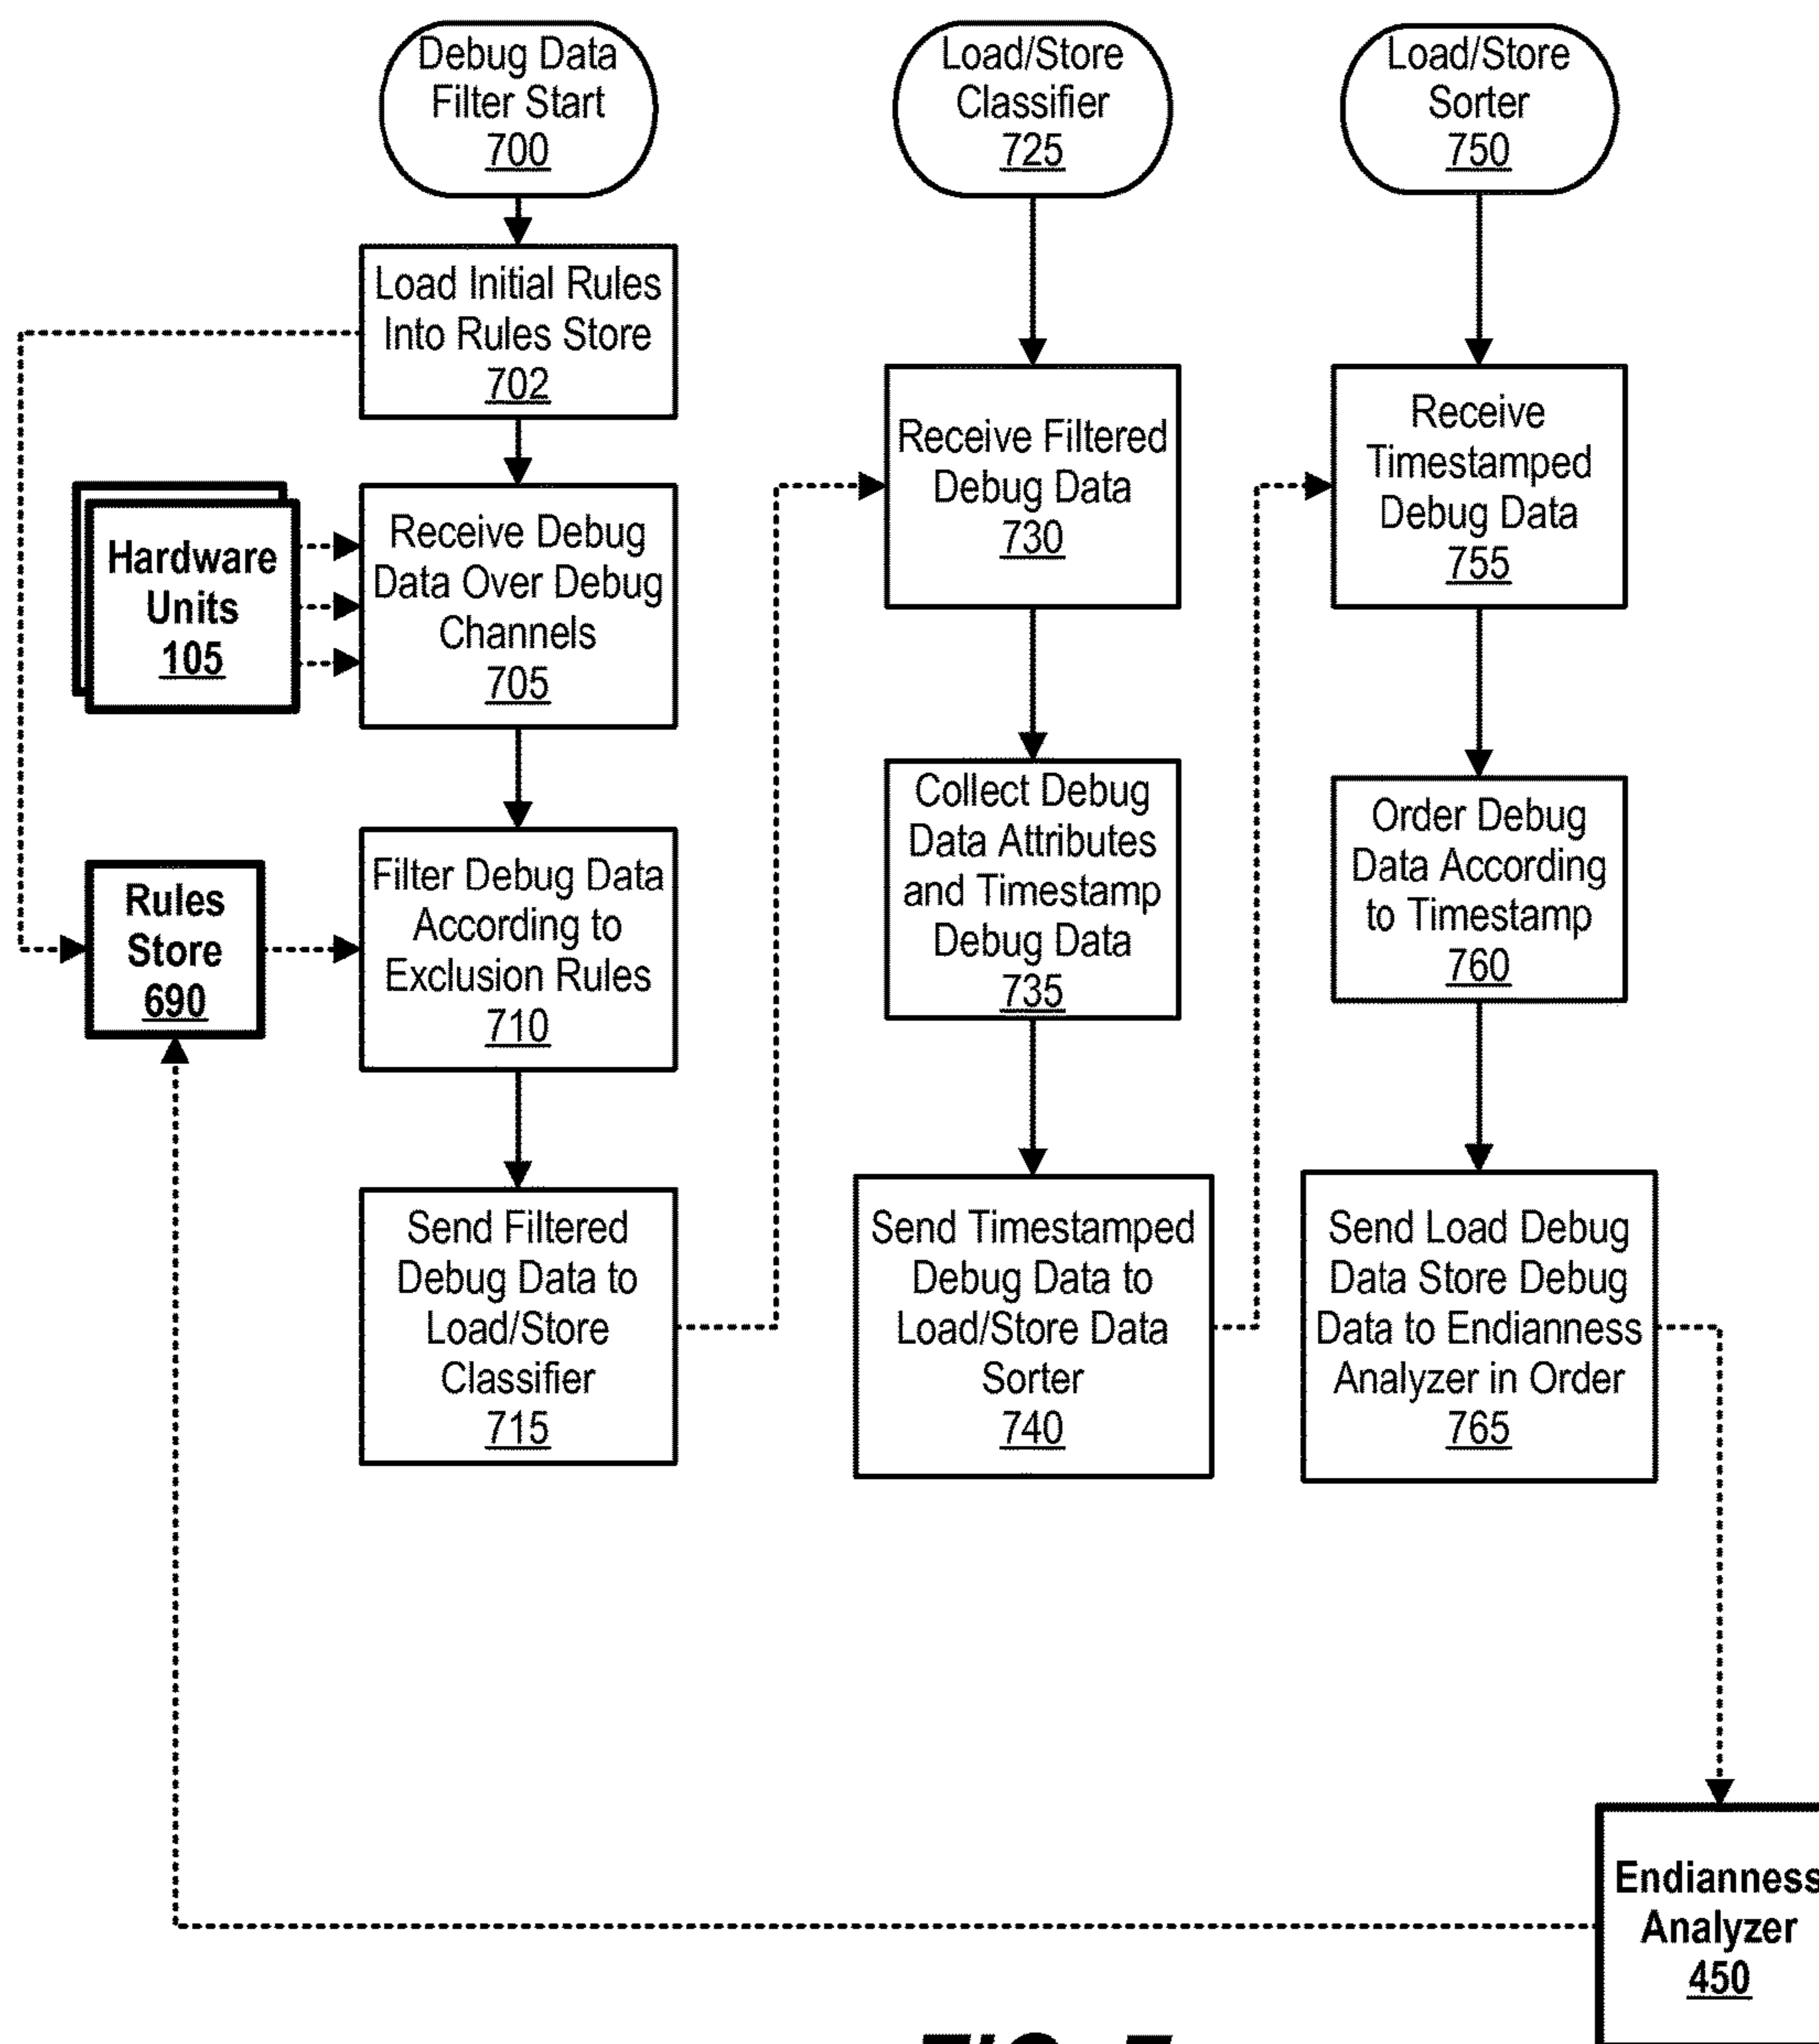 Debug Data
Filter Start
700
Load Initial Rules
Into Rules Store
702
Hardware
Units
105
Receive Debug
Data Over Debug
Channels
705
Rules
Store
690
Filter Debug Data
According to
Exclusion Rules
710
Send Filtered
Debug Data to
Load/Store
Classifier
715
Load/Store
Classifier
725
Receive Filtered
Debug Data
730
Collect Debug
Data Attributes
and Timestamp
Debug Data
735
Send Timestamped
Debug Data to
Load/Store Data
Sorter
740
Load/Store
Sorter
750
Receive
Timestamped
Debug Data
755
Order Debug
Data According
to Timestamp
760
Send Load Debug
Data Store Debug
Data to Endianness
Analyzer in Order
765
Endianness
Analyzer
450